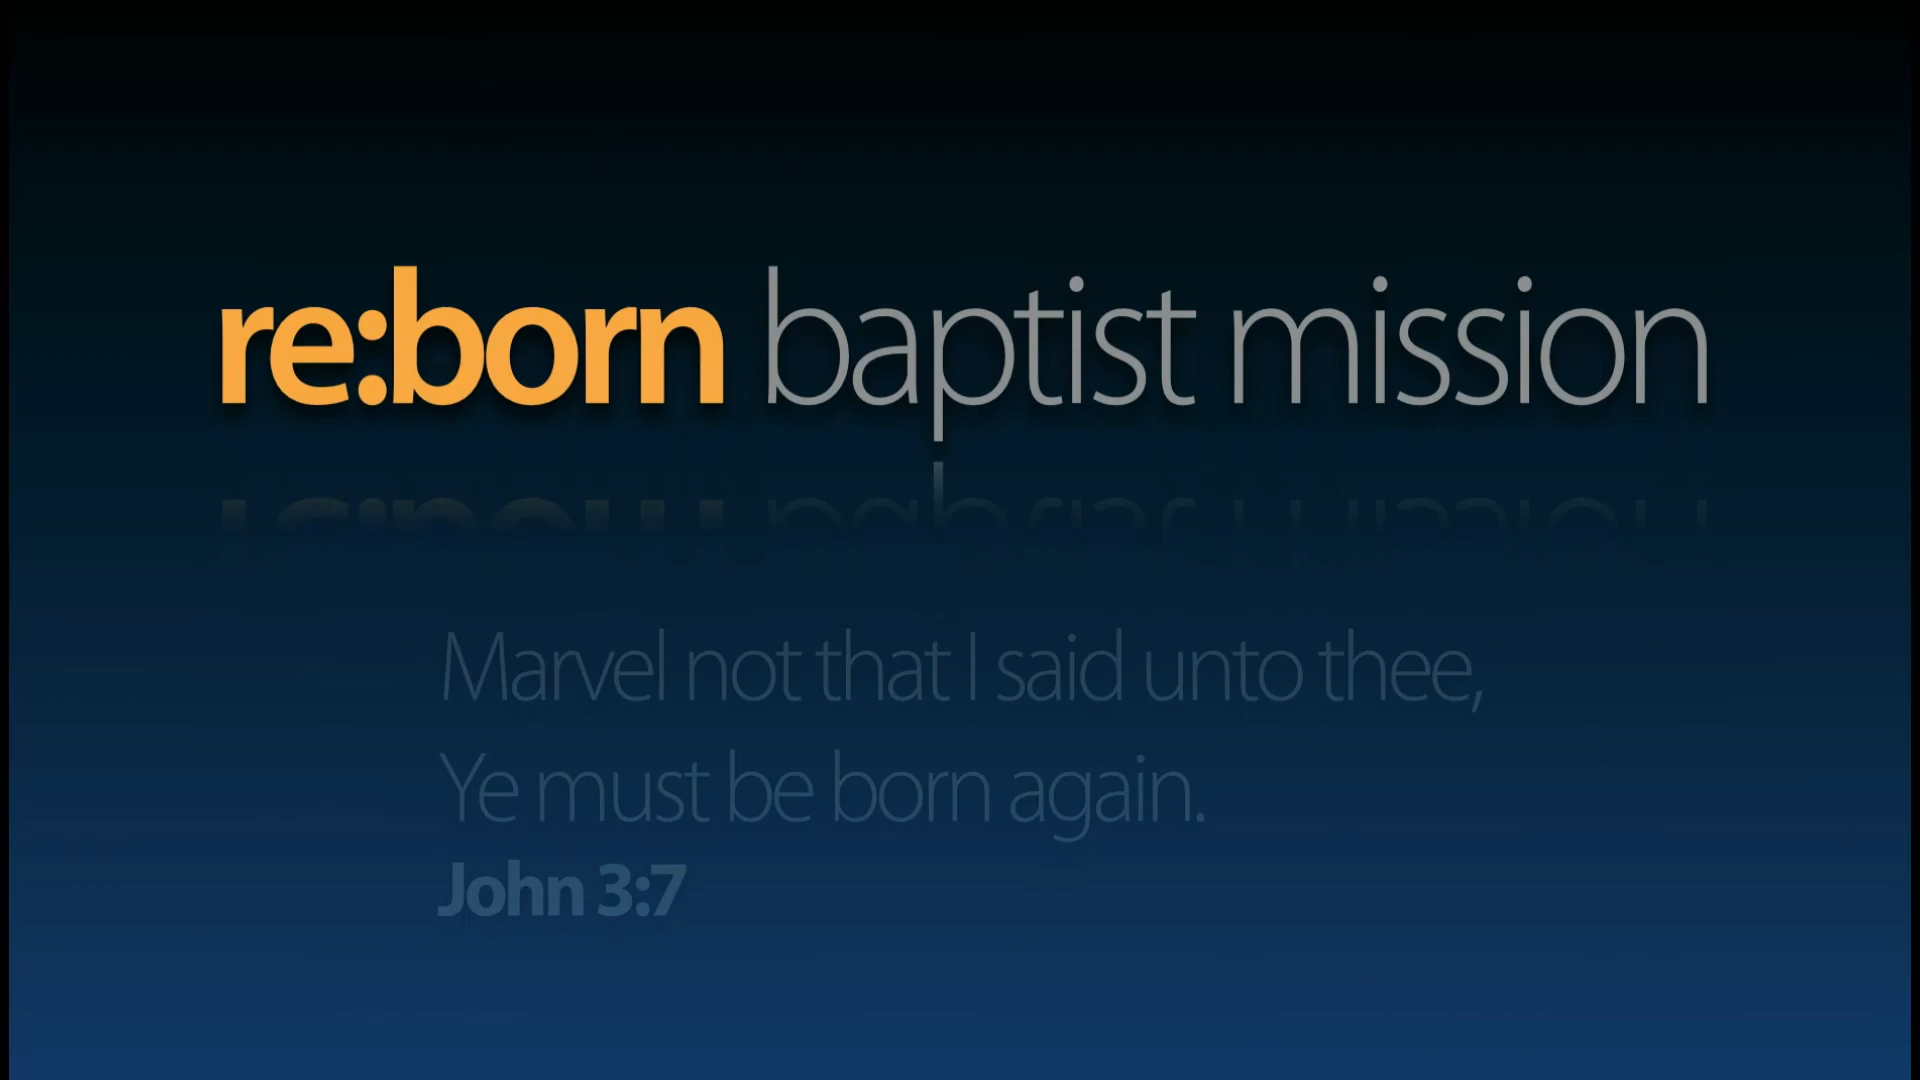 re:born baptist mission
Marvel not that I said unto thee,
Ye must be born again.
John 3:7